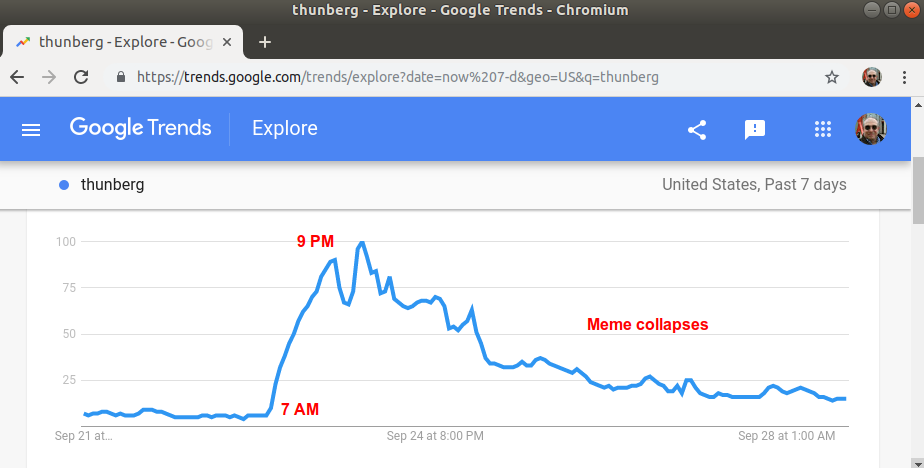 thunberg - Explore - Google Trends - Chromium
thunberg - Explore - Goog
https://trends.google.com/trends/explore?date=now%207-d&geo=US&q=thunberg
Google Trends Explore
thunberg United States, Past 7 days
100
9 PM
75
Meme collapses
50
25
7 AM
Sep 21 at... Sep 24 at 8:00 PM Sep 28 at 1:00 AM